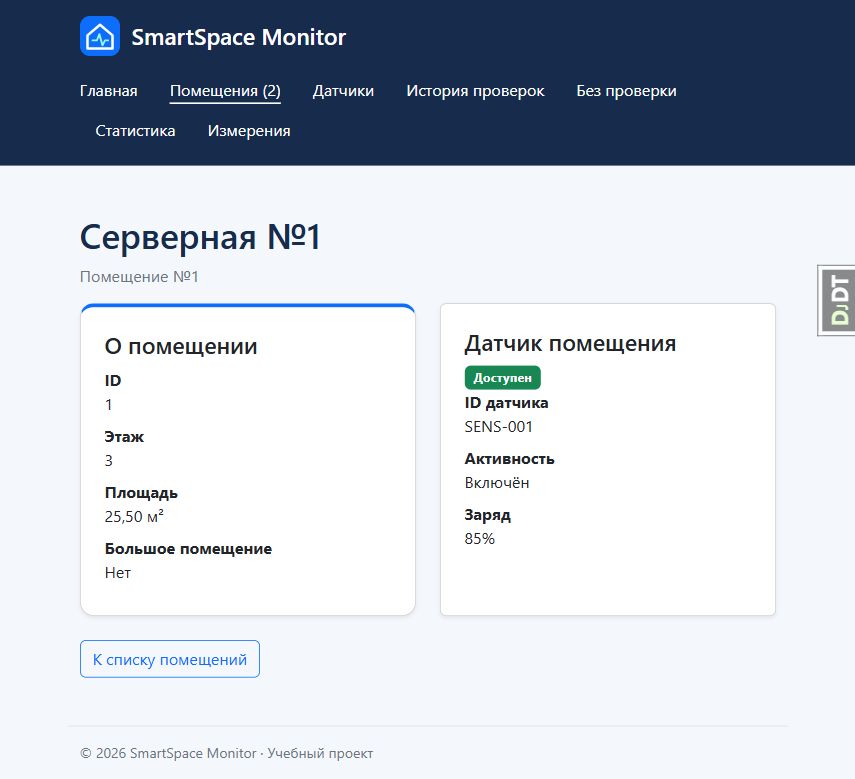 SmartSpace Monitor
Главная Помещения (2) Датчики История проверок Без проверки
Статистика Измерения
Серверная №1
Помещение №1
О помещении
ID
1
Этаж
3
Площадь
25,50 м²
Большое помещение
Нет
Датчик помещения
Доступен
ID датчика
SENS-001
Активность
Включён
Заряд
85%
К списку помещений
© 2026 SmartSpace Monitor · Учебный проект
DJDT